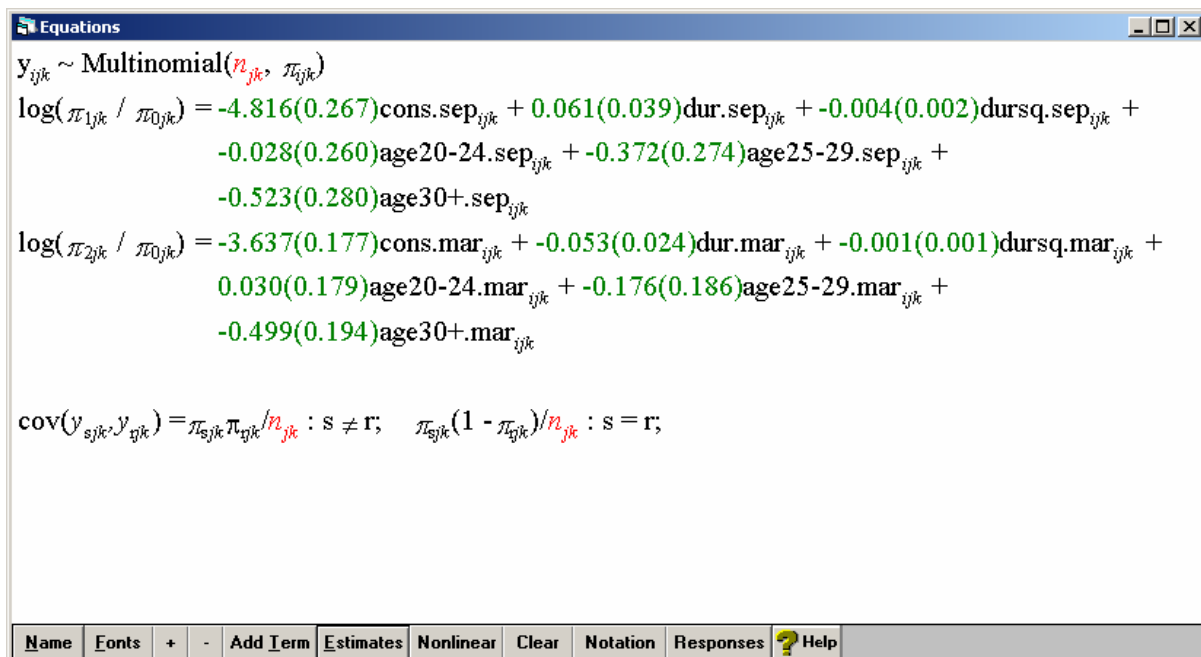 Equations
y_ijk ~ Multinomial(n_jk, π_ijk)
log(π_1jk / π_0jk) = -4.816(0.267)cons.sep_ijk + 0.061(0.039)dur.sep_ijk + -0.004(0.002)dursq.sep_ijk +
-0.028(0.260)age20-24.sep_ijk + -0.372(0.274)age25-29.sep_ijk +
-0.523(0.280)age30+.sep_ijk
log(π_2jk / π_0jk) = -3.637(0.177)cons.mar_ijk + -0.053(0.024)dur.mar_ijk + -0.001(0.001)dursq.mar_ijk +
0.030(0.179)age20-24.mar_ijk + -0.176(0.186)age25-29.mar_ijk +
-0.499(0.194)age30+.mar_ijk
cov(y_sjk,y_rjk) = π_sjkπ_rjk/n_jk : s ≠ r; π_sjk(1 - π_rjk)/n_jk : s = r;
Name Fonts + - Add Term Estimates Nonlinear Clear Notation Responses ? Help